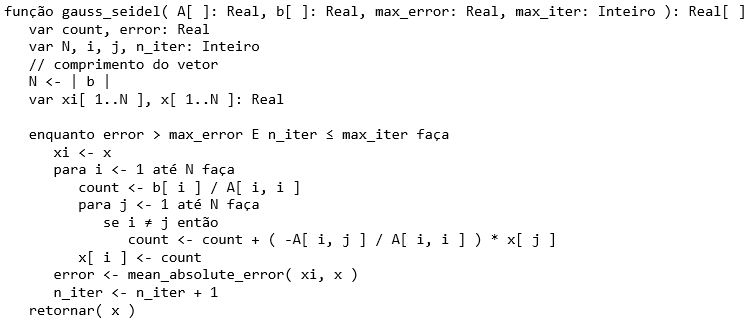 função gauss_seidel( A[ ]: Real, b[ ]: Real, max_error: Real, max_iter: Inteiro ): Real[ ]
var count, error: Real
var N, i, j, n_iter: Inteiro
// comprimento do vetor
N <- | b |
var xi[ 1..N ], x[ 1..N ]: Real
enquanto error > max_error E n_iter ≤ max_iter faça
xi <- x
para i <- 1 até N faça
count <- b[ i ] / A[ i, i ]
para j <- 1 até N faça
se i ≠ j então
count <- count + ( -A[ i, j ] / A[ i, i ] ) * x[ j ]
x[ i ] <- count
error <- mean_absolute_error( xi, x )
n_iter <- n_iter + 1
retornar( x )